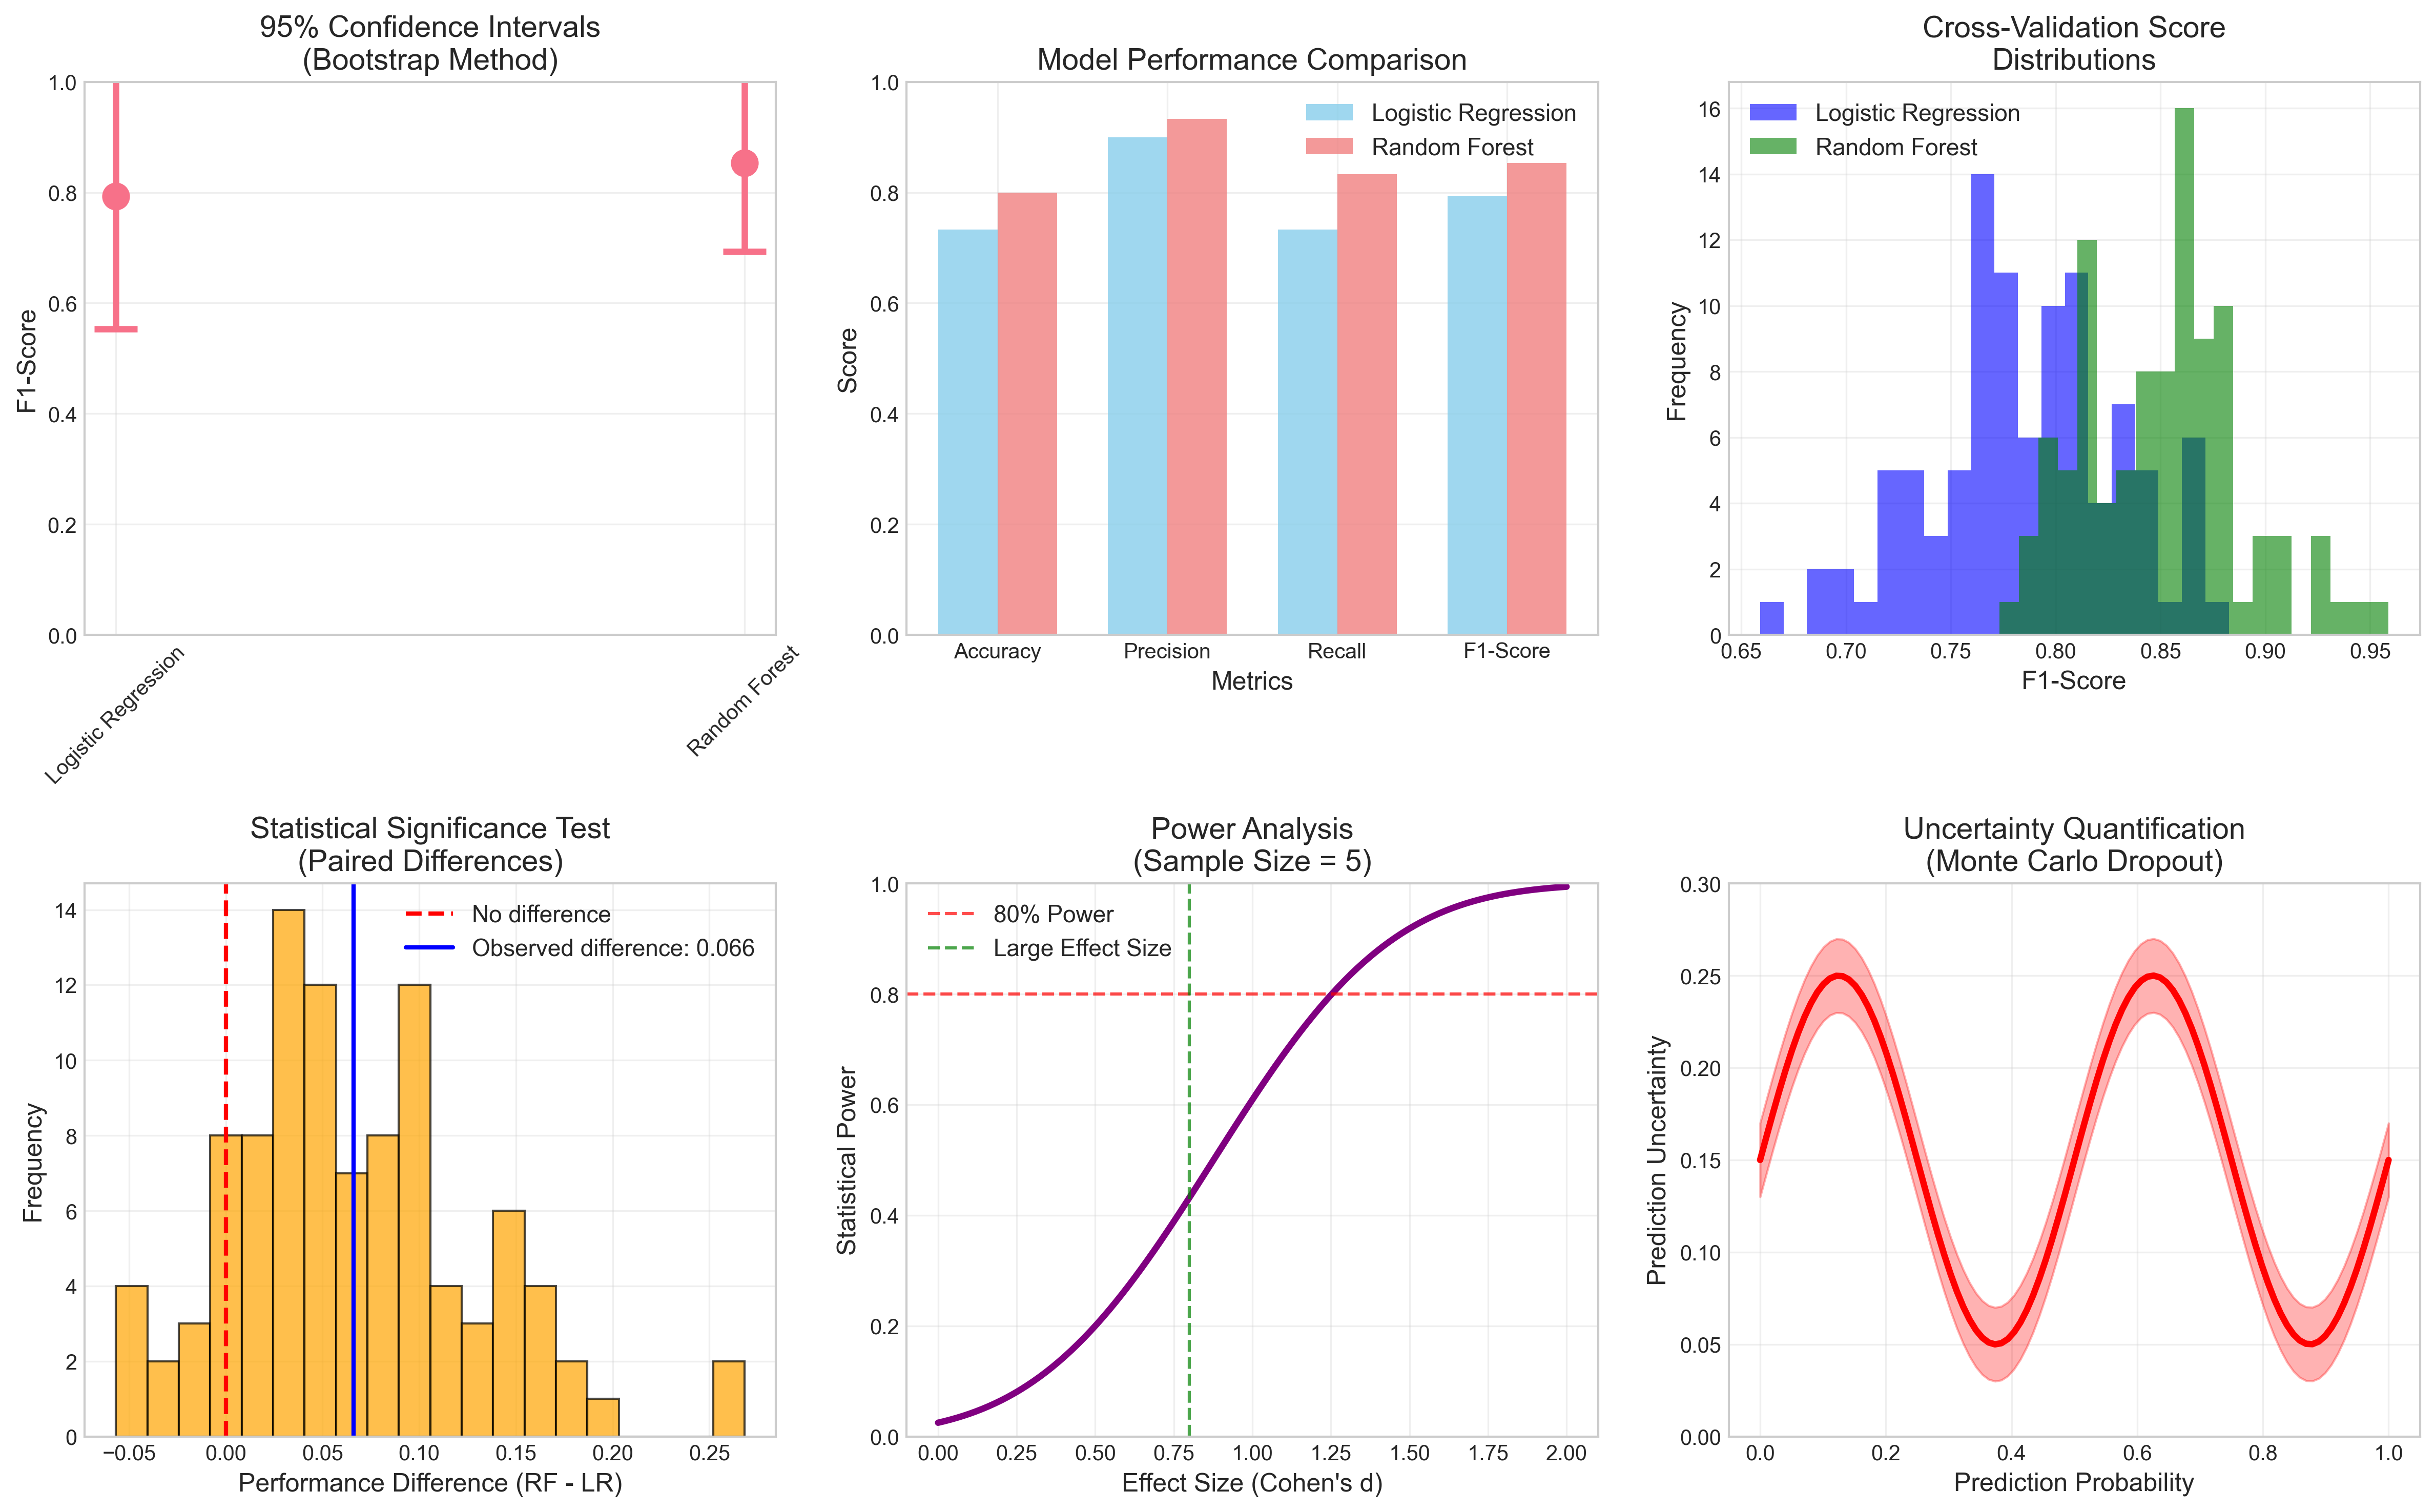 95% Confidence Intervals
(Bootstrap Method)
1.0
0.8
0.6
0.4
0.2
0.0
F1-Score
Logistic Regression
Random Forest
Model Performance Comparison
Logistic Regression
Random Forest
1.0
0.8
0.6
0.4
0.2
0.0
Score
Accuracy Precision Recall F1-Score
Metrics
Cross-Validation Score
Distributions
Logistic Regression
Random Forest
16
14
12
10
8
6
4
2
0
Frequency
0.65 0.70 0.75 0.80 0.85 0.90 0.95
F1-Score
Statistical Significance Test
(Paired Differences)
No difference
Observed difference: 0.066
14
12
10
8
6
4
2
0
Frequency
−0.05 0.00 0.05 0.10 0.15 0.20 0.25
Performance Difference (RF - LR)
Power Analysis
(Sample Size = 5)
80% Power
Large Effect Size
1.0
0.8
0.6
0.4
0.2
0.0
Statistical Power
0.00 0.25 0.50 0.75 1.00 1.25 1.50 1.75 2.00
Effect Size (Cohen's d)
Uncertainty Quantification
(Monte Carlo Dropout)
0.30
0.25
0.20
0.15
0.10
0.05
0.00
Prediction Uncertainty
0.0 0.2 0.4 0.6 0.8 1.0
Prediction Probability